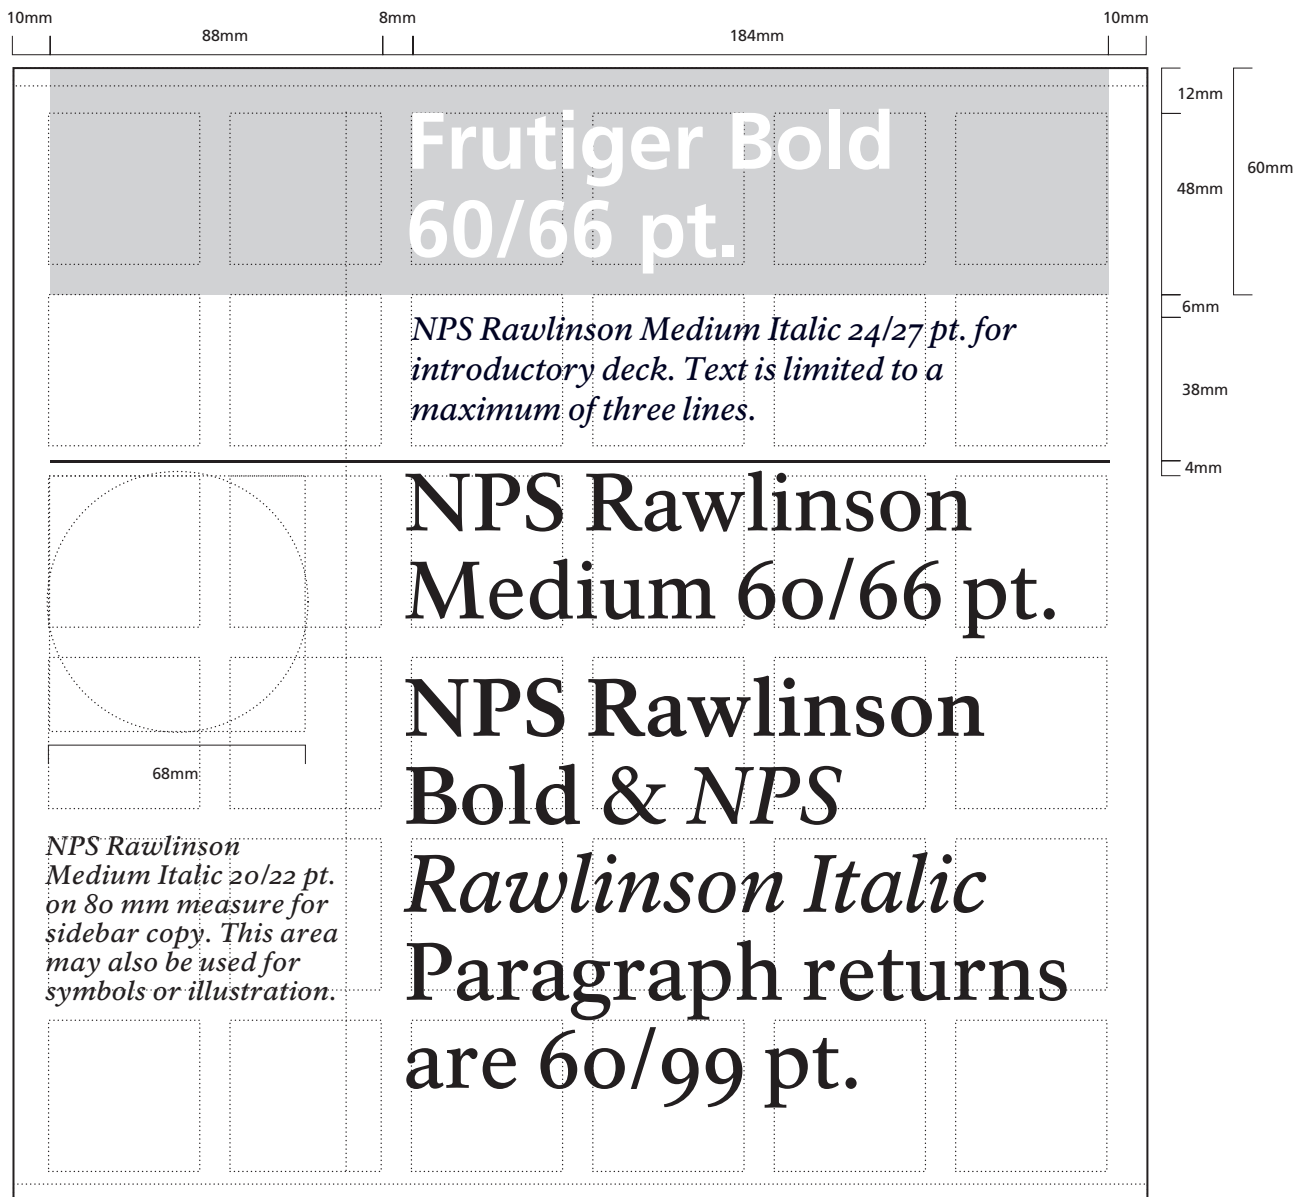 10mm
8mm
10mm
88mm
184mm
12mm
60mm
48mm
Frutiger Bold
60/66 pt.
6mm
NPS Rawlinson Medium Italic 24/27 pt. for
introductory deck. Text is limited to a
maximum of three lines.
38mm
4mm
NPS Rawlinson
Medium 60/66 pt.
NPS Rawlinson
Bold & NPS
Rawlinson Italic
Paragraph returns
are 60/99 pt.
68mm
NPS Rawlinson
Medium Italic 20/22 pt.
on 80 mm measure for
sidebar copy. This area
may also be used for
symbols or illustration.